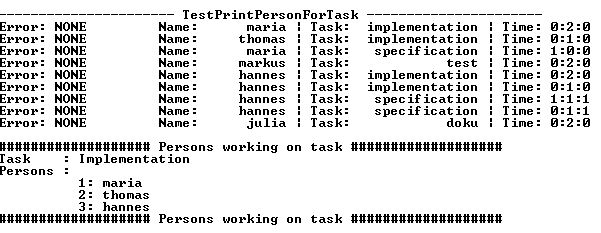 ---------------------- TestPrintPersonForTask ----------------------
Error: NONE Name: maria | Task: implementation | Time: 0:2:0
Error: NONE Name: thomas | Task: implementation | Time: 0:1:0
Error: NONE Name: maria | Task: specification | Time: 1:0:0
Error: NONE Name: markus | Task: test | Time: 0:2:0
Error: NONE Name: hannes | Task: implementation | Time: 0:2:0
Error: NONE Name: hannes | Task: implementation | Time: 0:1:0
Error: NONE Name: hannes | Task: specification | Time: 1:1:1
Error: NONE Name: hannes | Task: specification | Time: 0:1:1
Error: NONE Name: julia | Task: doku | Time: 0:2:0
################### Persons working on task ###################
Task : Implementation
Persons :
1: maria
2: thomas
3: hannes
################### Persons working on task ###################